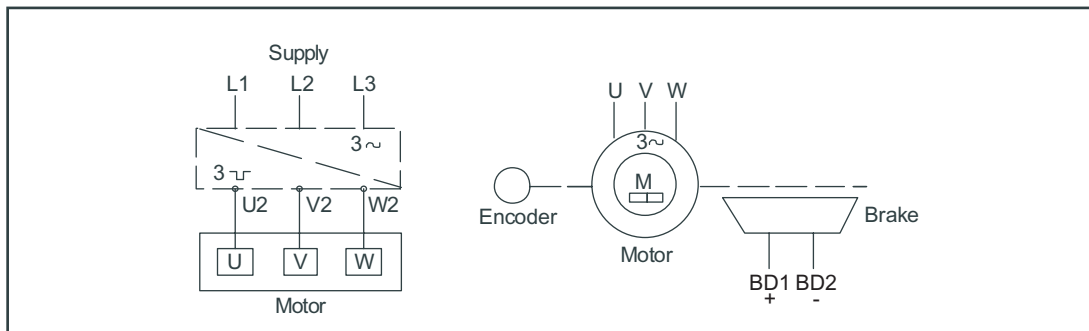 Supply
L1 L2 L3
3 ~
3
U2 V2 W2
U V W
Motor
U V W
3~
M
Encoder
Motor
Brake
BD1 BD2
+ -